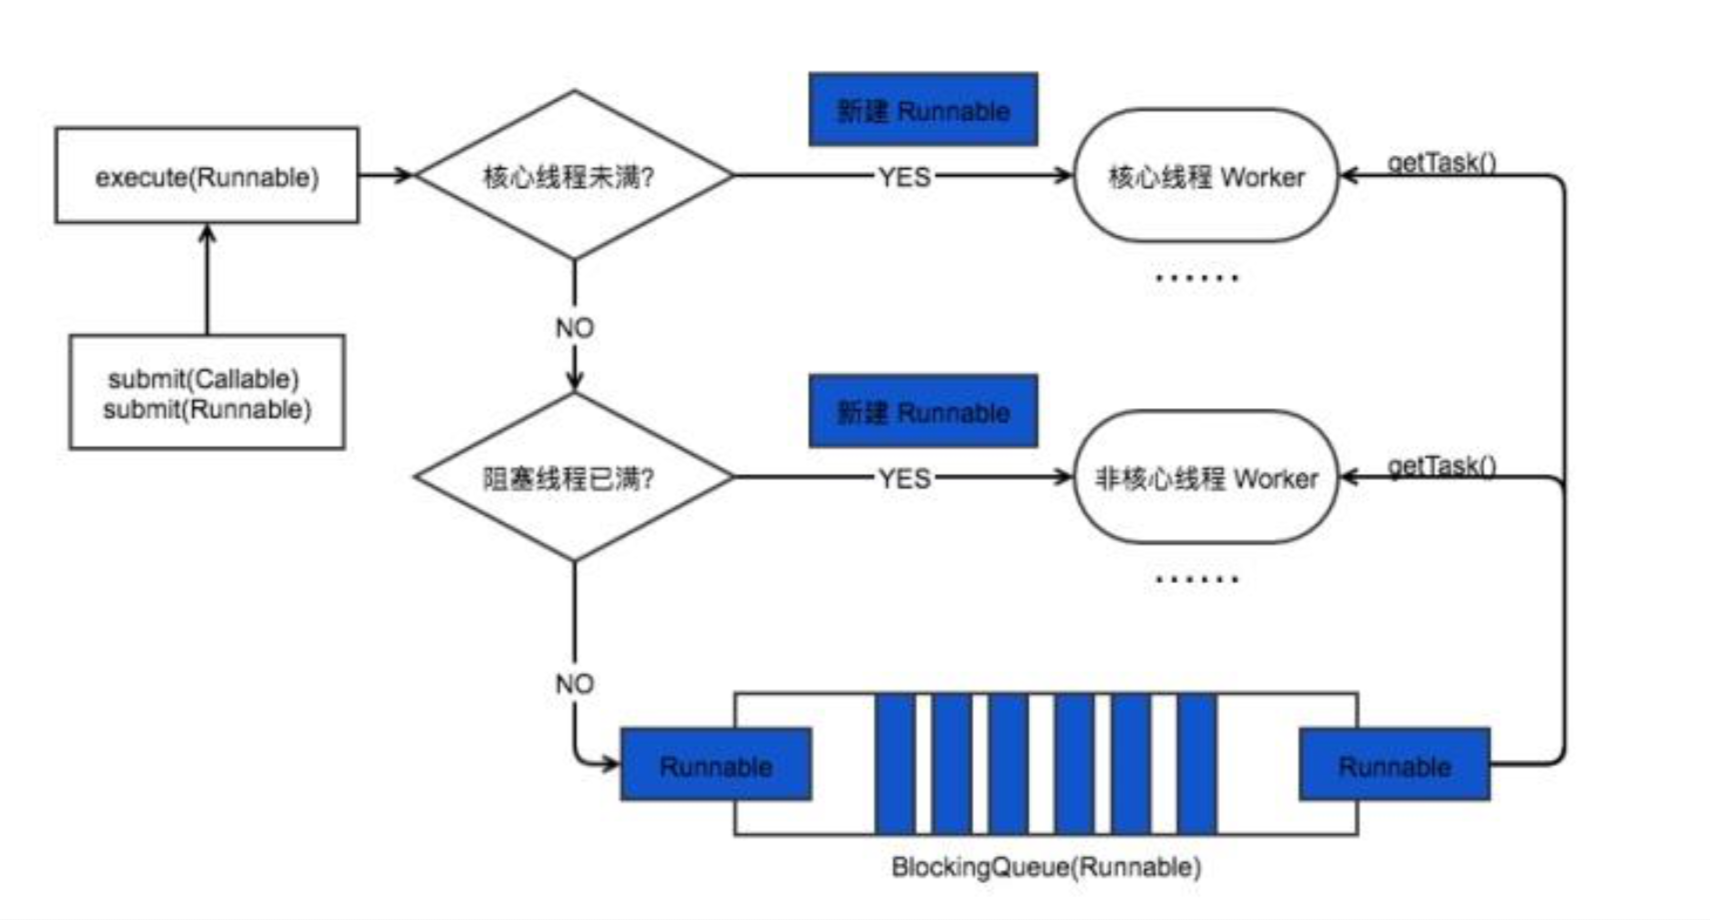 新建 Runnable
execute(Runnable)
核心线程未满?
YES
核心线程 Worker
getTask()
......
NO
submit(Callable)
submit(Runnable)
新建 Runnable
阻塞线程已满?
YES
非核心线程 Worker
getTask()
......
NO
Runnable
Runnable
BlockingQueue(Runnable)